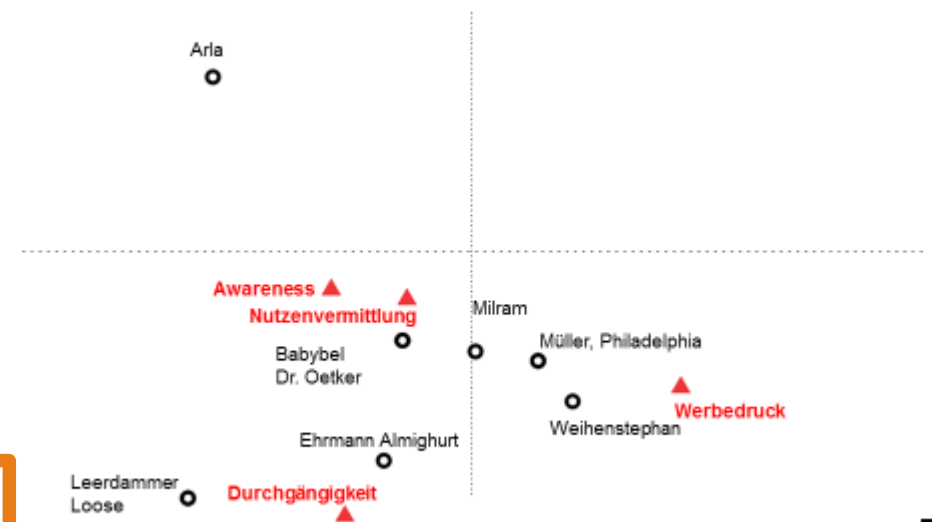 Arla
Awareness
Nutzenvermittlung
Milram
Babybel
Dr. Oetker
Müller, Philadelphia
Werbedruck
Weihenstephan
Ehrmann Almighurt
Leerdammer
Loose
Durchgängigkeit